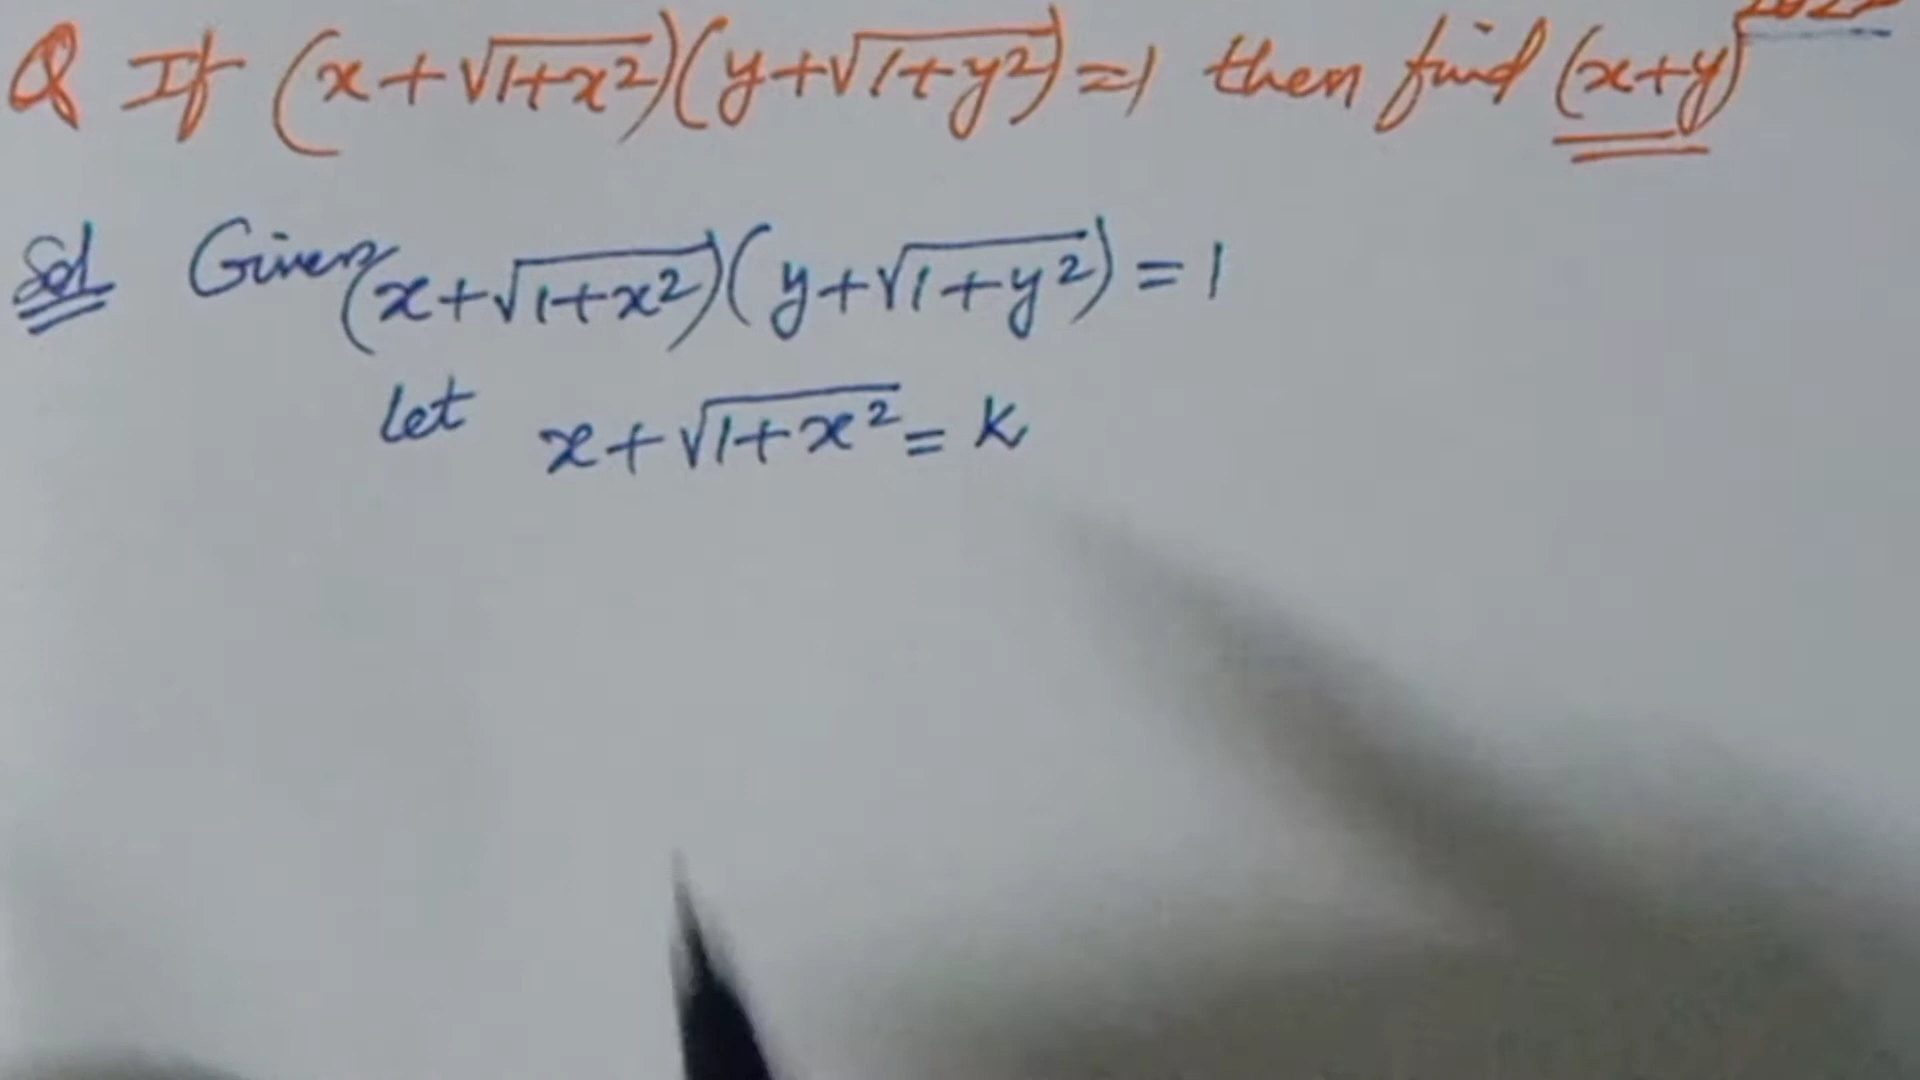 Q If (x+√1+x²)(y+√1+y²)=1 then find (x+y)
Sol Given (x+√1+x²)(y+√1+y²)=1
Let x+√1+x² = k